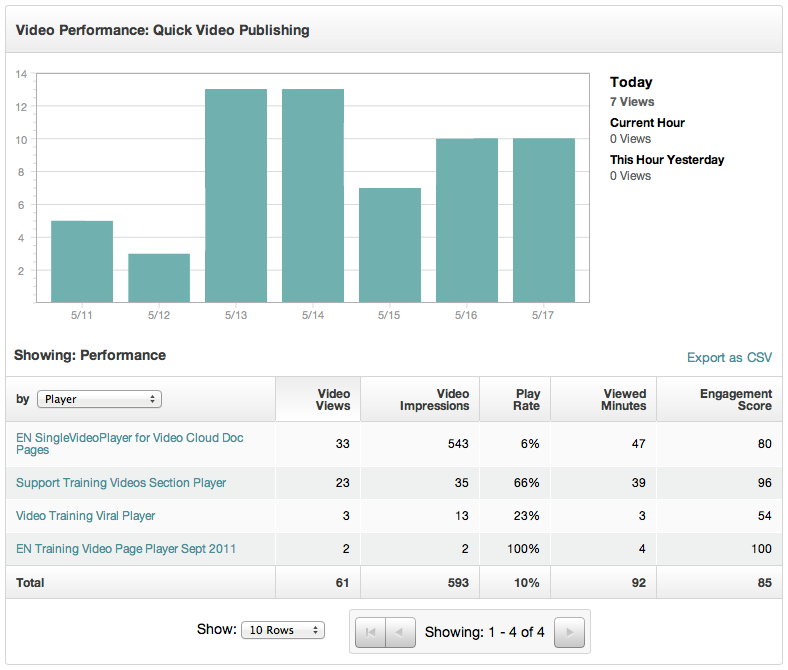 Video Performance: Quick Video Publishing
14
12
10
8
6
4
2
5/11 5/12 5/13 5/14 5/15 5/16 5/17
Today
7 Views
Current Hour
0 Views
This Hour Yesterday
0 Views
Showing: Performance
Export as CSV
by Player
Video Views
Video Impressions
Play Rate
Viewed Minutes
Engagement Score
EN SingleVideoPlayer for Video Cloud Doc
Pages
33 543 6% 47 80
Support Training Videos Section Player 23 35 66% 39 96
Video Training Viral Player 3 13 23% 3 54
EN Training Video Page Player Sept 2011 2 2 100% 4 100
Total 61 593 10% 92 85
Show: 10 Rows Showing: 1 - 4 of 4